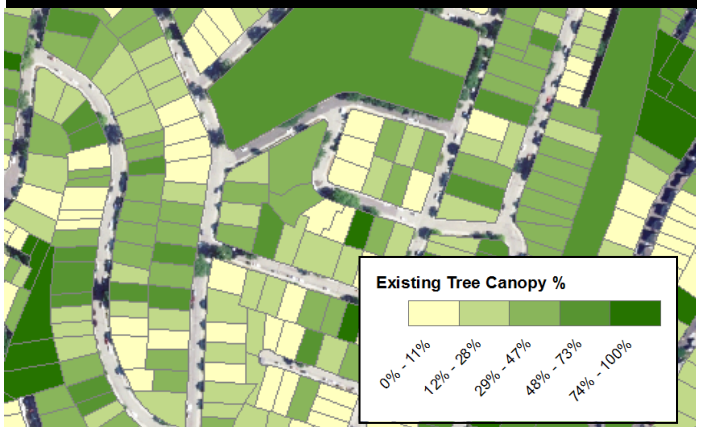 Existing Tree Canopy %
0% - 11%
12% - 28%
29% - 47%
48% - 73%
74% - 100%